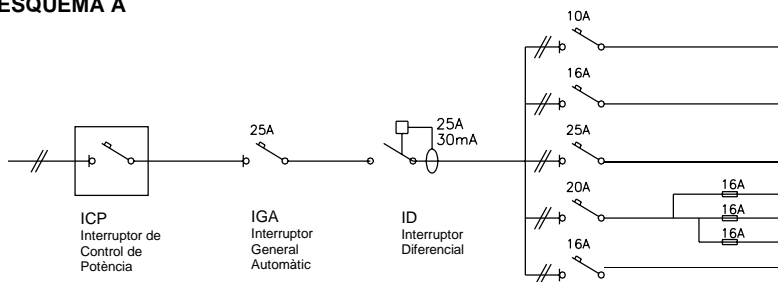 ESQUEMA A
10A
16A
25A
25A
30mA
25A
20A
16A
16A
16A
16A
ICP
Interruptor de
Control de
Potència
IGA
Interruptor
General
Automàtic
ID
Interruptor
Diferencial